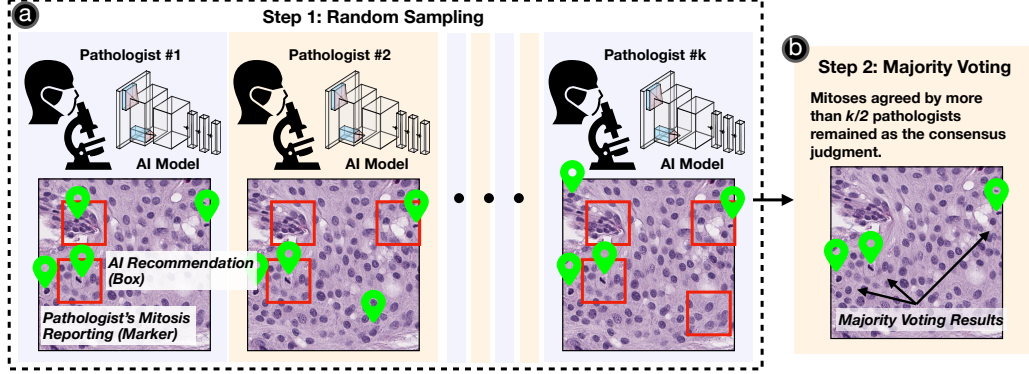 a
Step 1: Random Sampling
Pathologist #1
Pathologist #2
Pathologist #k
AI Model
AI Model
AI Model
AI Recommendation
(Box)
Pathologist's Mitosis
Reporting (Marker)
b
Step 2: Majority Voting
Mitoses agreed by more
than k/2 pathologists
remained as the consensus
judgment.
Majority Voting Results